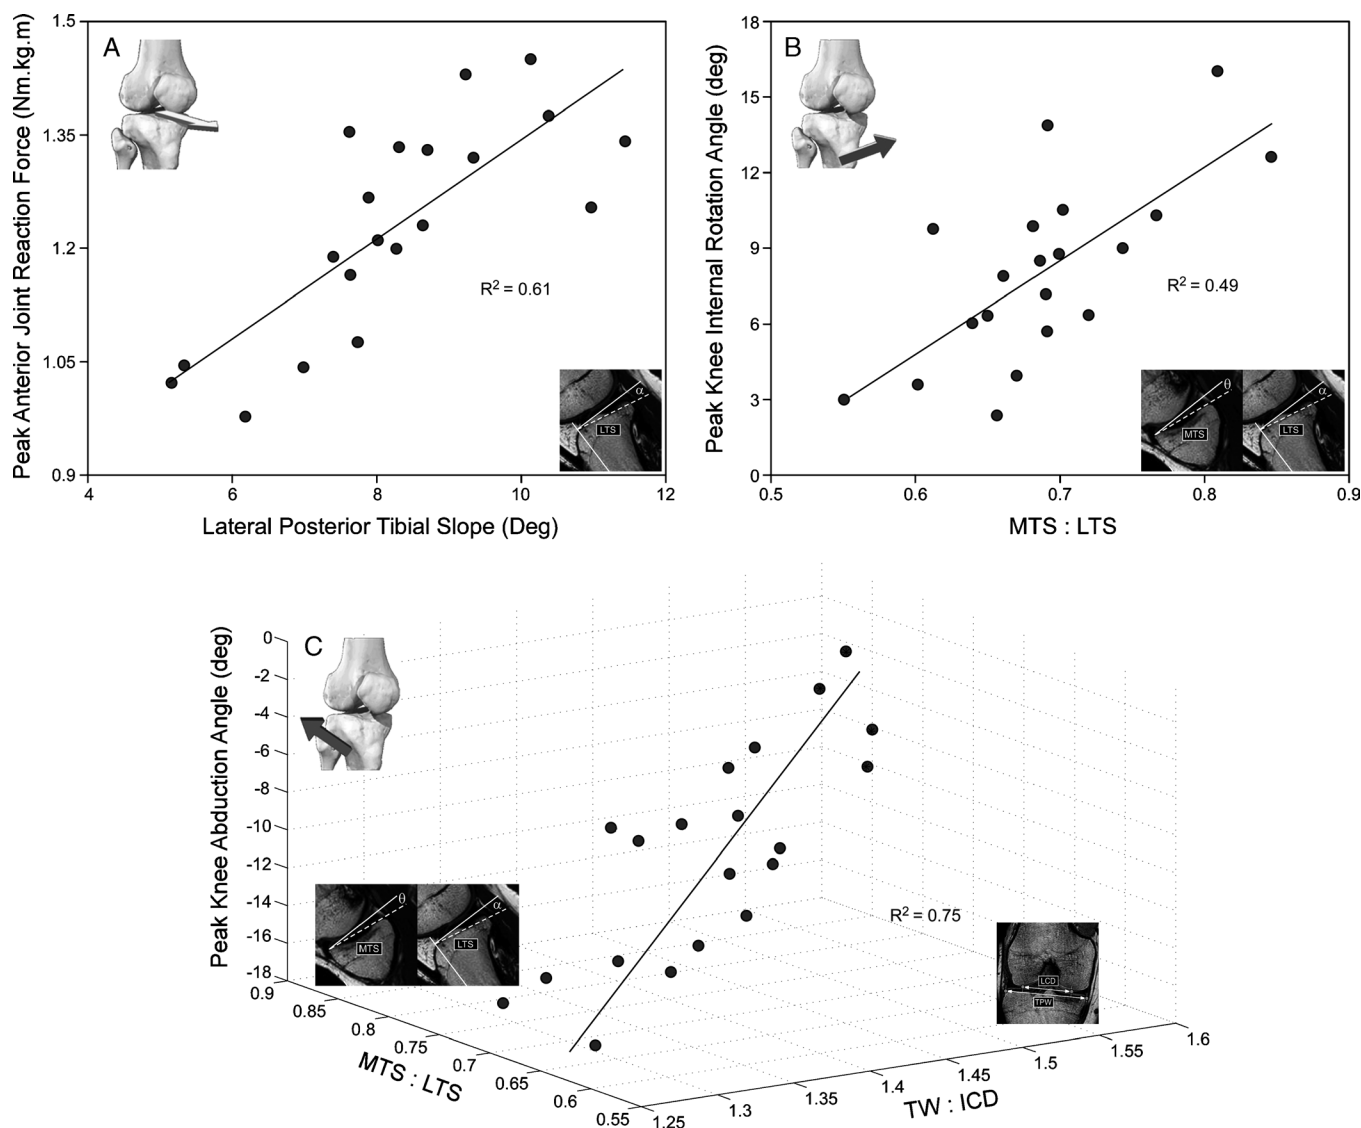 A
Peak Anterior Joint Reaction Force (Nm.kg.m)
1.5
1.35
1.2
1.05
0.9
R² = 0.61
α
LTS
4 6 8 10 12
Lateral Posterior Tibial Slope (Deg)
B
Peak Knee Internal Rotation Angle (deg)
18
15
12
9
6
3
0
R² = 0.49
θ
MTS
α
LTS
0.5 0.6 0.7 0.8 0.9
MTS : LTS
C
Peak Knee Abduction Angle (deg)
0
-2
-4
-6
-8
-10
-12
-14
-16
-18
θ
MTS
α
LTS
R² = 0.75
LCD
TPW
0.9
0.85
0.8
0.75
0.7
0.65
0.6
0.55
MTS : LTS
1.25
1.3
1.35
1.4
1.45
1.5
1.55
1.6
TW : ICD